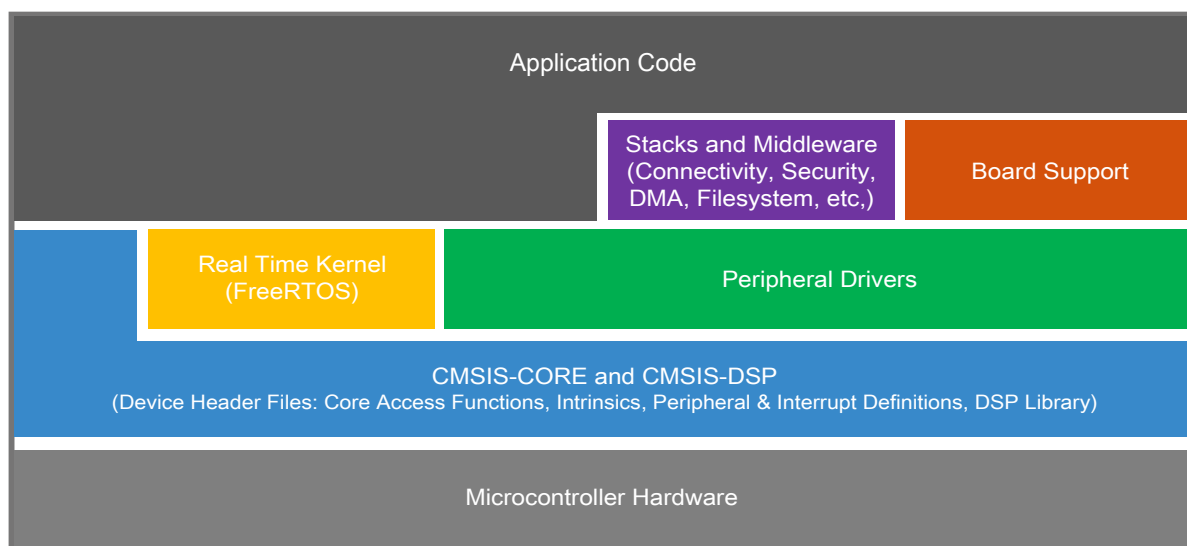 Application Code
Stacks and Middleware
(Connectivity, Security,
DMA, Filesystem, etc,)
Board Support
Real Time Kernel
(FreeRTOS)
Peripheral Drivers
CMSIS-CORE and CMSIS-DSP
(Device Header Files: Core Access Functions, Intrinsics, Peripheral & Interrupt Definitions, DSP Library)
Microcontroller Hardware